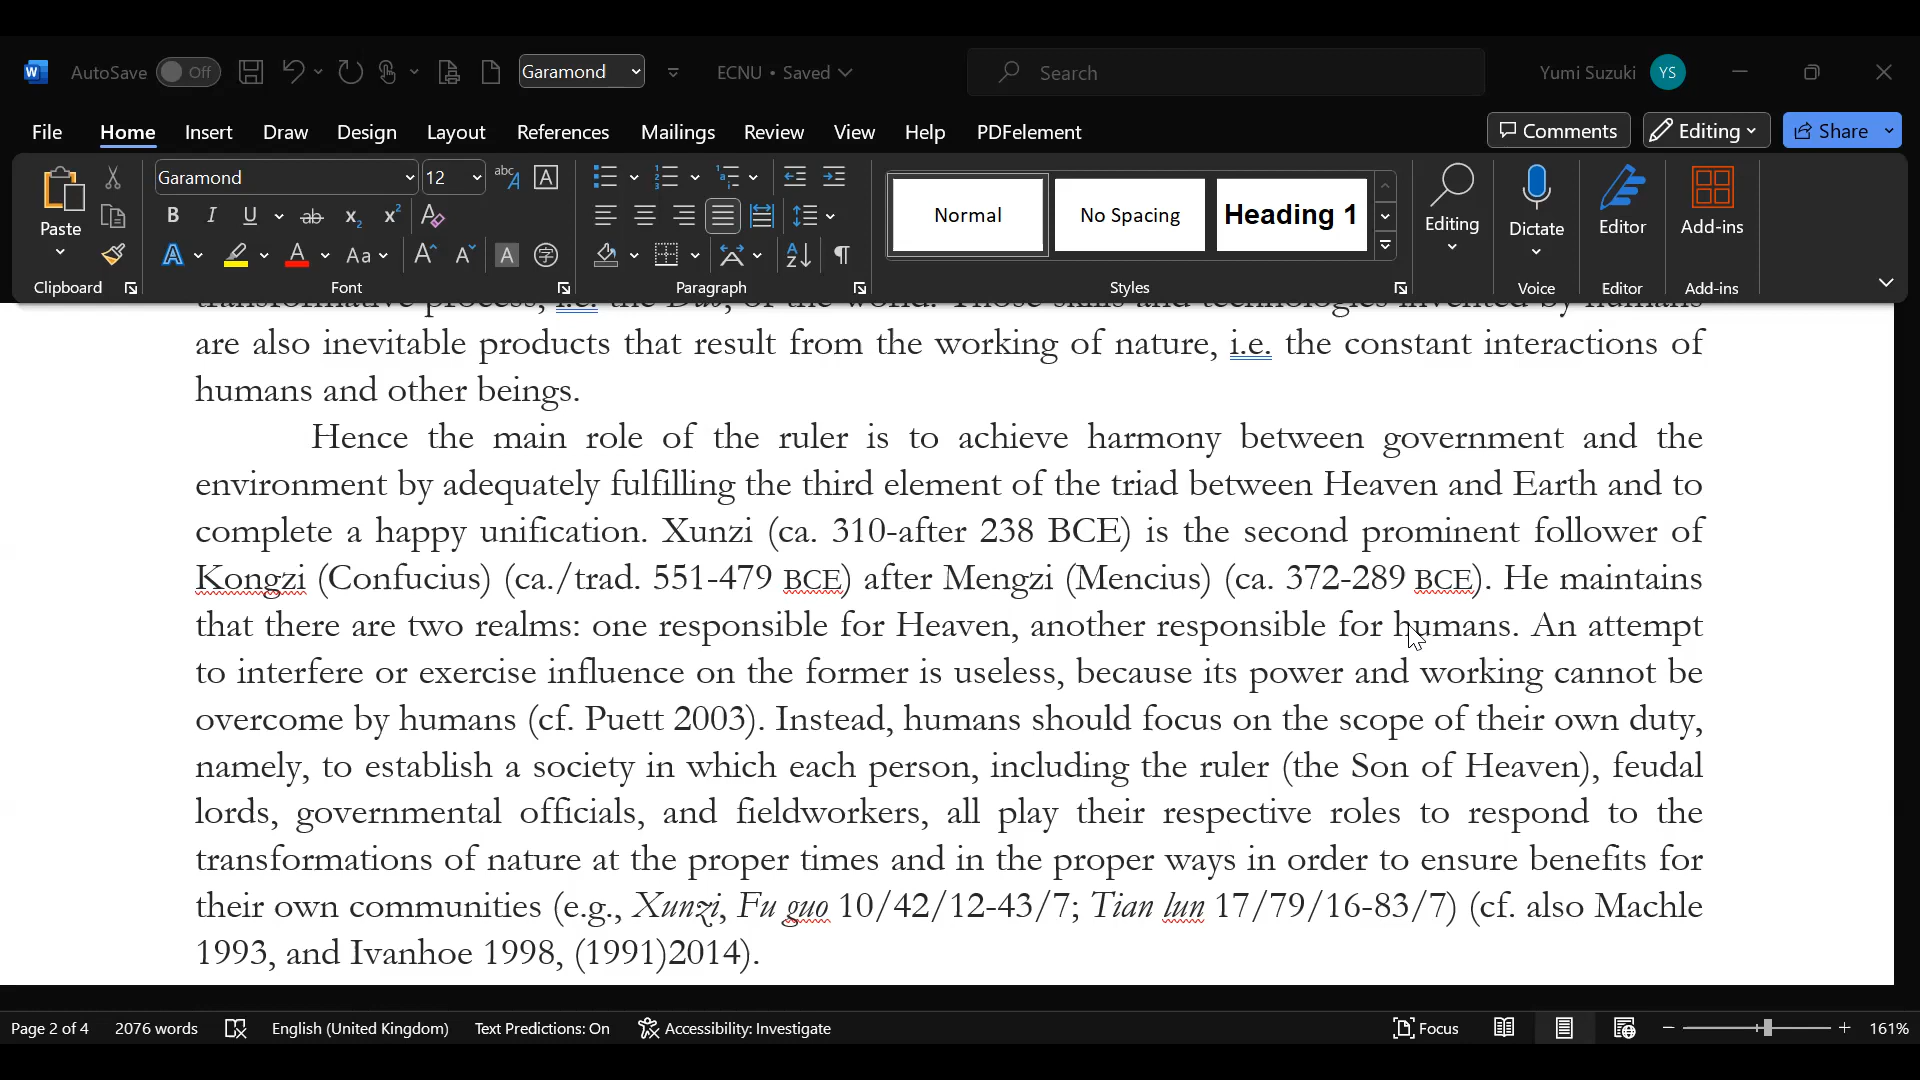 AutoSave Off Garamond ECNU • Saved Search Yumi Suzuki YS
File Home Insert Draw Design Layout References Mailings Review View Help PDFelement Comments Editing Share
Paste Garamond 12 Normal No Spacing Heading 1 Editing Dictate Editor Add-ins
Clipboard Font Paragraph Styles Voice Editor Add-ins
transformative process, i.e. the Dao, of the world. Those skills and technologies invented by humans
are also inevitable products that result from the working of nature, i.e. the constant interactions of
humans and other beings.
Hence the main role of the ruler is to achieve harmony between government and the
environment by adequately fulfilling the third element of the triad between Heaven and Earth and to
complete a happy unification. Xunzi (ca. 310-after 238 BCE) is the second prominent follower of
Kongzi (Confucius) (ca./trad. 551-479 BCE) after Mengzi (Mencius) (ca. 372-289 BCE). He maintains
that there are two realms: one responsible for Heaven, another responsible for humans. An attempt
to interfere or exercise influence on the former is useless, because its power and working cannot be
overcome by humans (cf. Puett 2003). Instead, humans should focus on the scope of their own duty,
namely, to establish a society in which each person, including the ruler (the Son of Heaven), feudal
lords, governmental officials, and fieldworkers, all play their respective roles to respond to the
transformations of nature at the proper times and in the proper ways in order to ensure benefits for
their own communities (e.g., Xunzi, Fu guo 10/42/12-43/7; Tian lun 17/79/16-83/7) (cf. also Machle
1993, and Ivanhoe 1998, (1991)2014).
Page 2 of 4 2076 words English (United Kingdom) Text Predictions: On Accessibility: Investigate Focus 161%